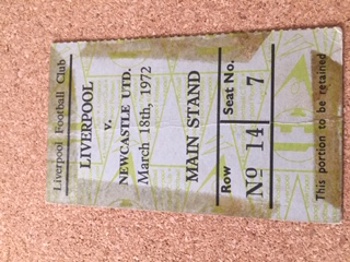 Liverpool Football Club
LIVERPOOL
v.
NEWCASTLE UTD.
March 18th, 1972
MAIN STAND
Row Seat No.
Nº 14 7
This portion to be retained